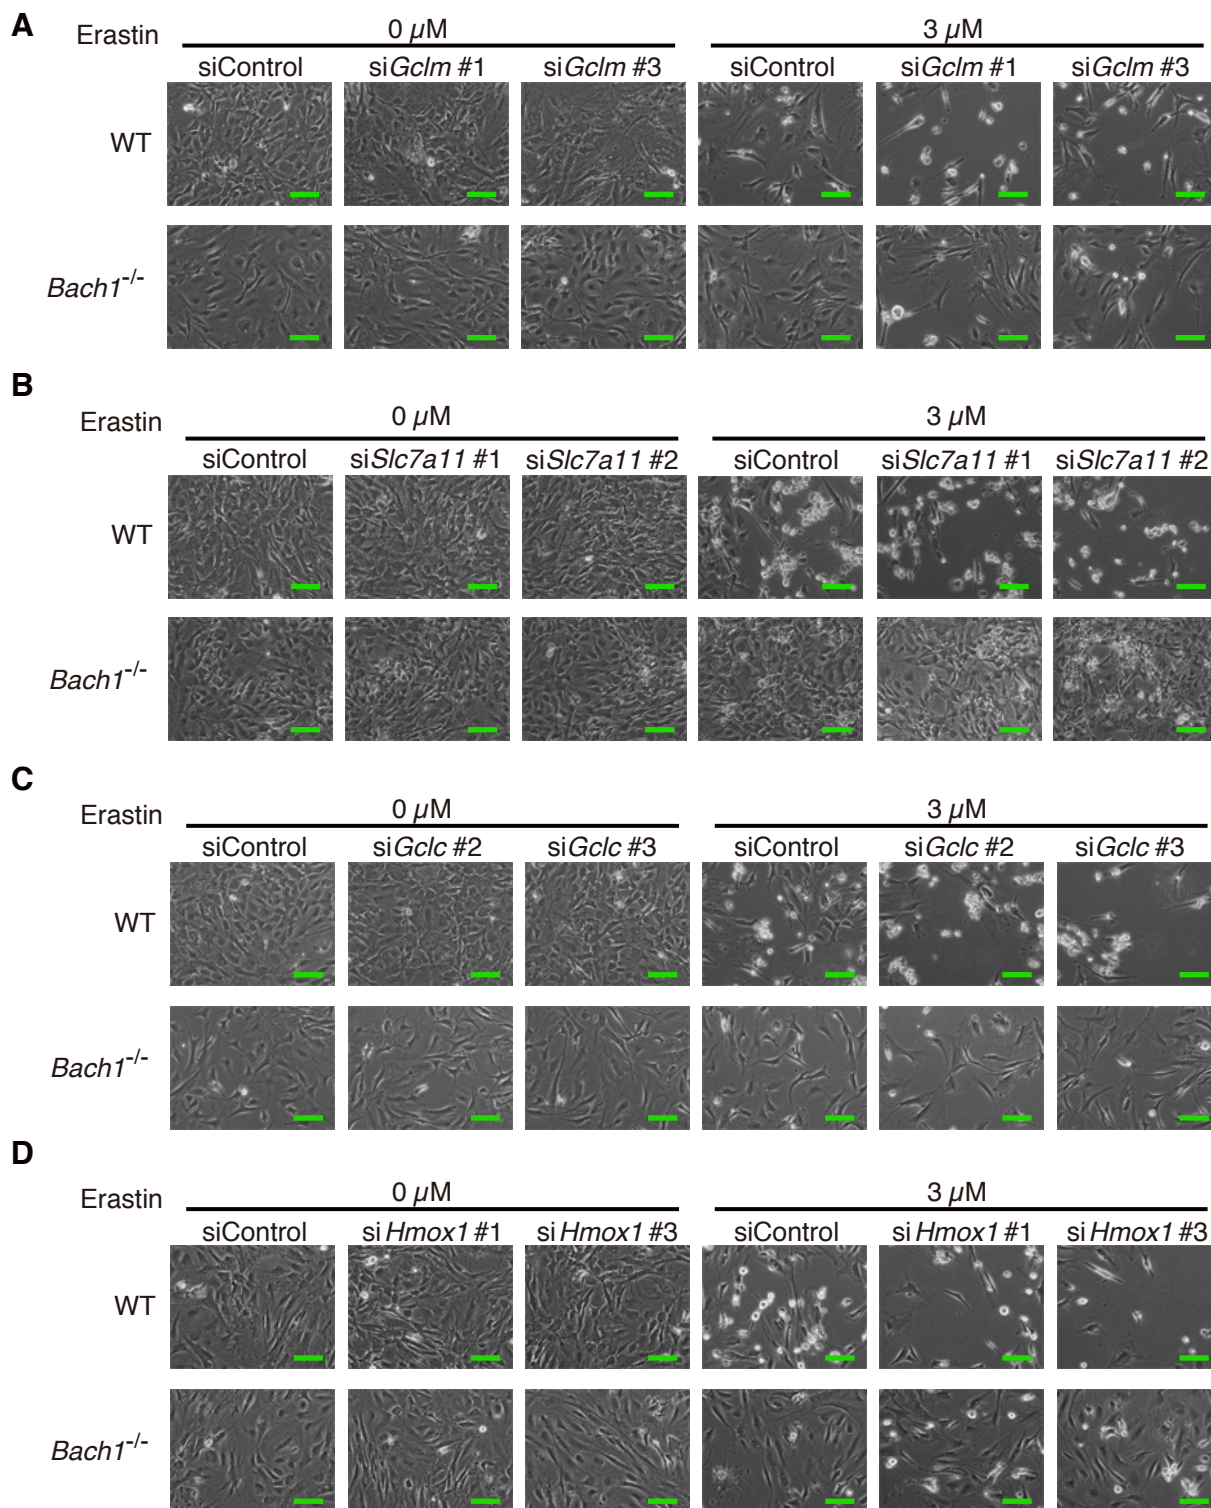 A
Erastin 0 µM 3 µM
siControl siGclm #1 siGclm #3 siControl siGclm #1 siGclm #3
WT
Bach1-/-
B
Erastin 0 µM 3 µM
siControl siSlc7a11 #1 siSlc7a11 #2 siControl siSlc7a11 #1 siSlc7a11 #2
WT
Bach1-/-
C
Erastin 0 µM 3 µM
siControl siGclc #2 siGclc #3 siControl siGclc #2 siGclc #3
WT
Bach1-/-
D
Erastin 0 µM 3 µM
siControl si Hmox1 #1 si Hmox1 #3 siControl si Hmox1 #1 si Hmox1 #3
WT
Bach1-/-